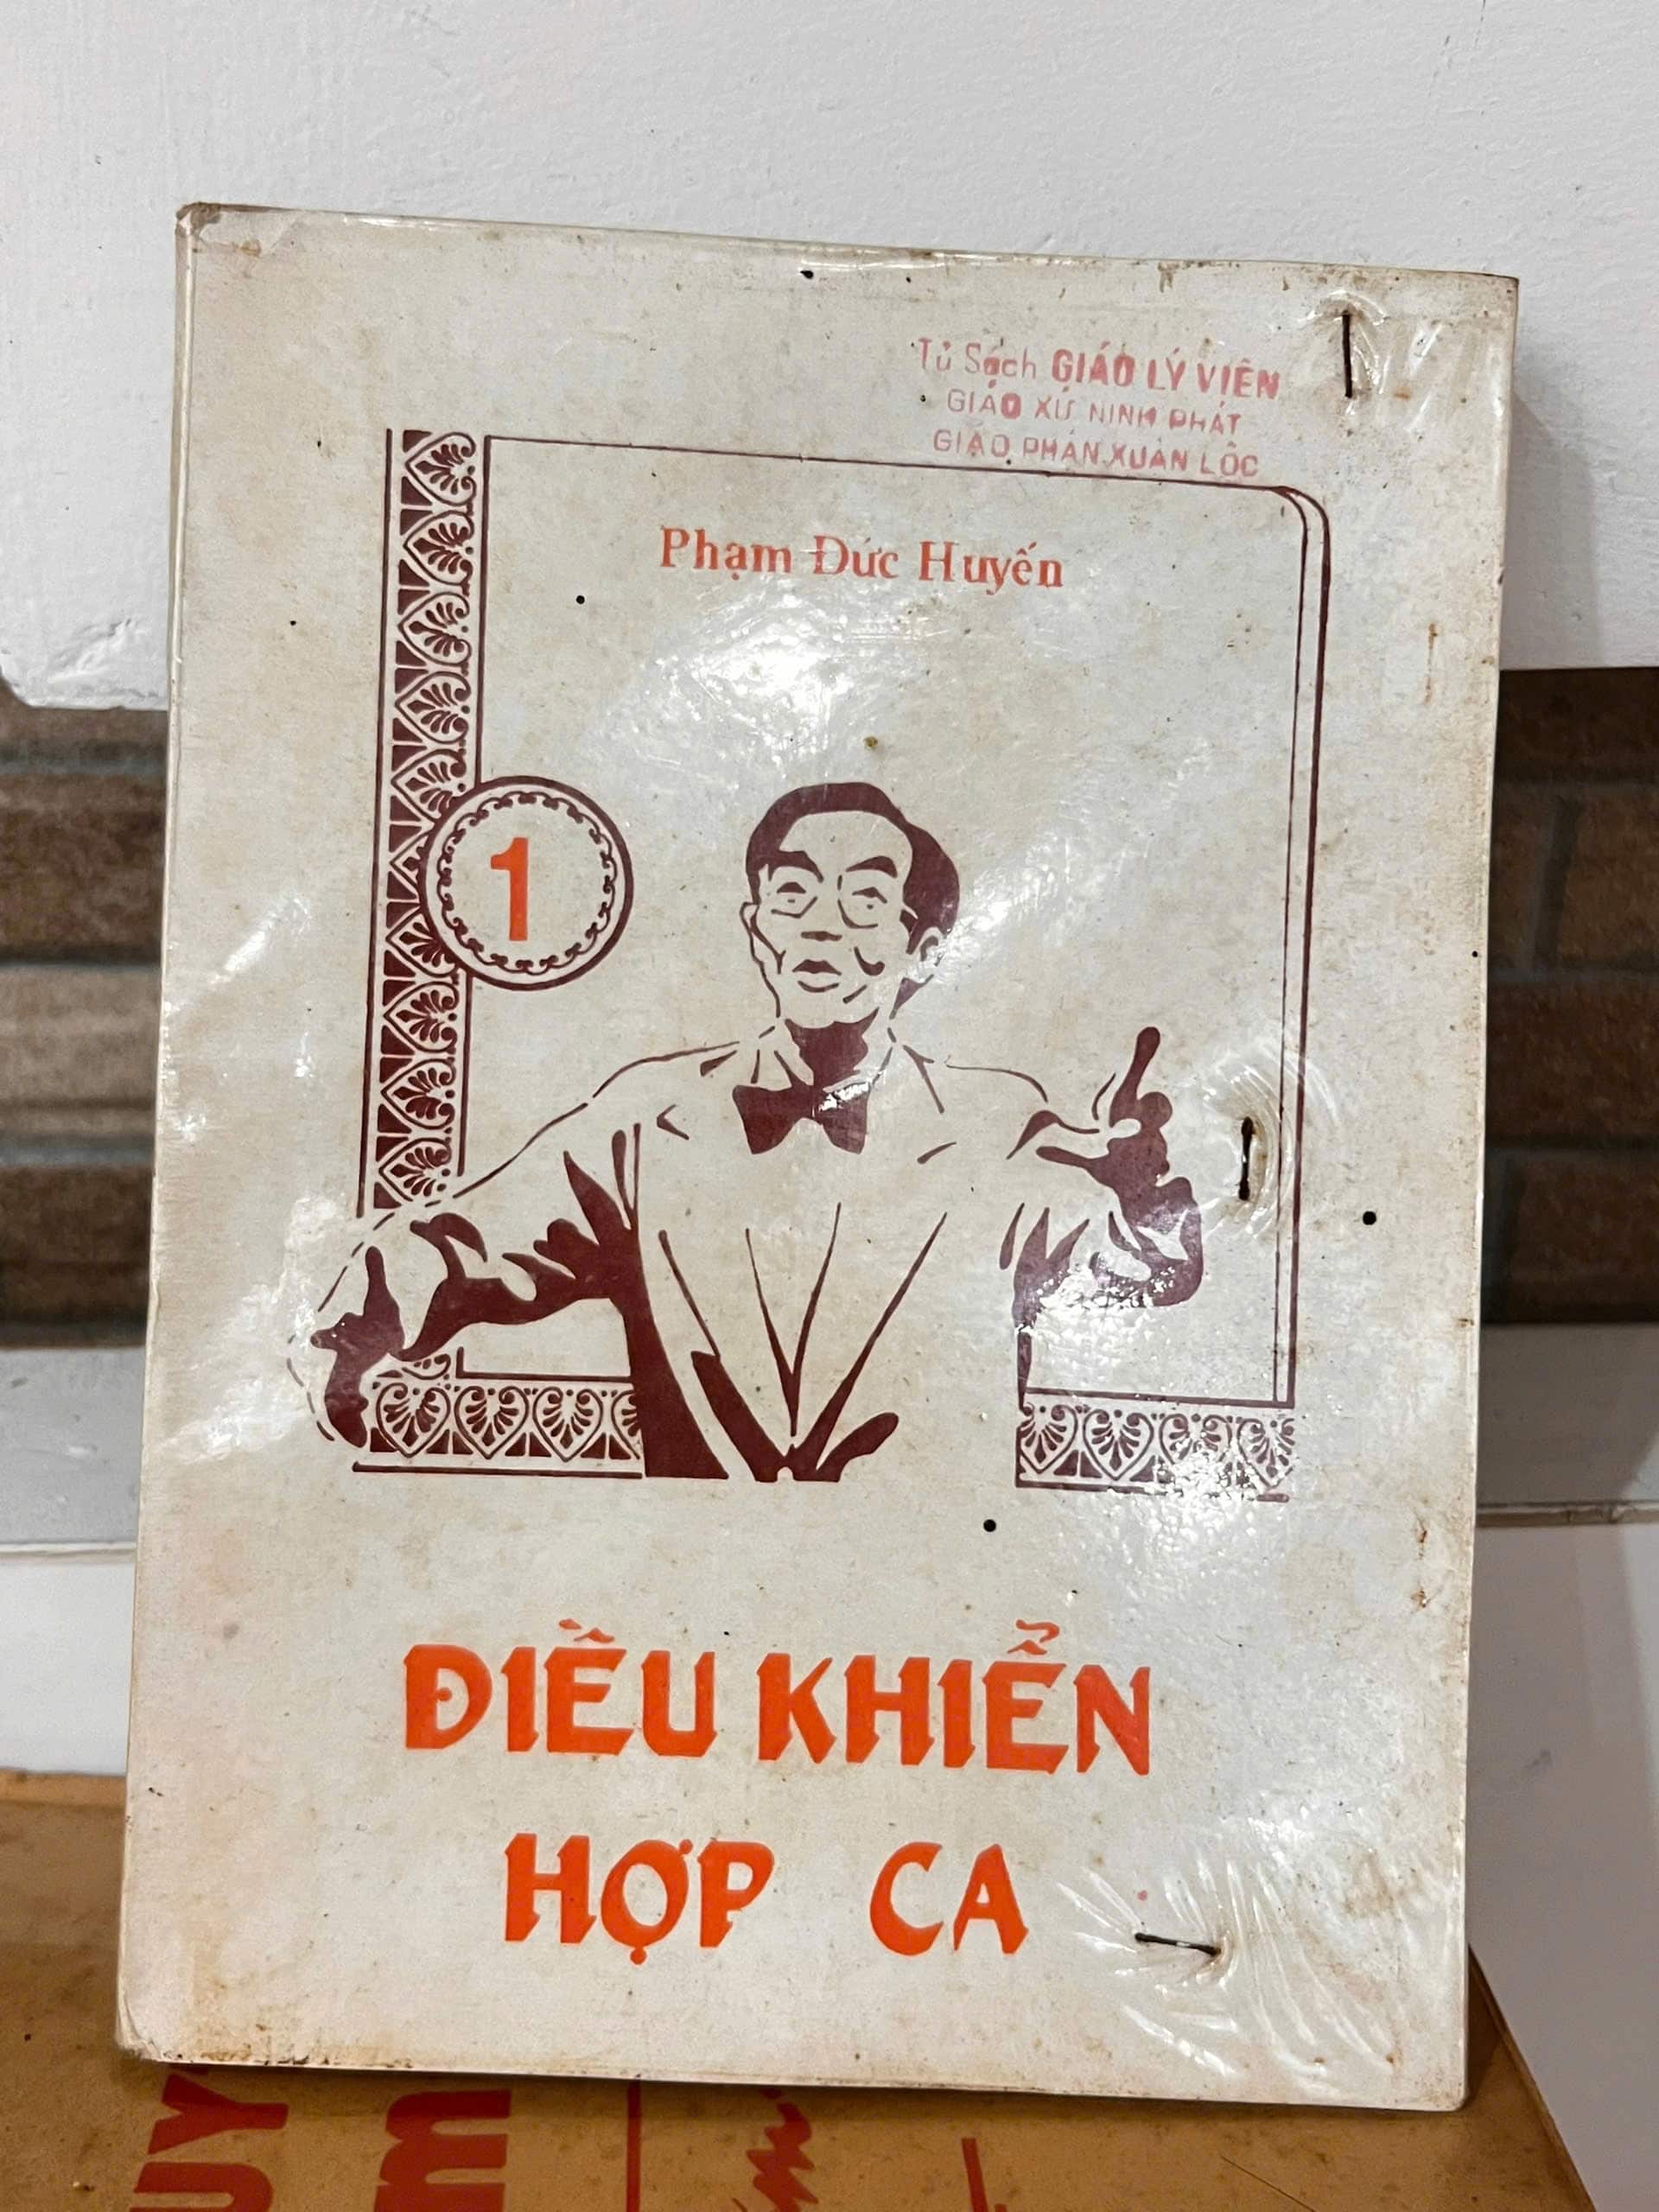 Tủ Sách GIÁO LÝ VIÊN
GIÁO XỨ NINH PHÁT
GIÁO PHẬN XUÂN LỘC
Phạm Đức Huyến
1
ĐIỀU KHIỂN
HỢP CA